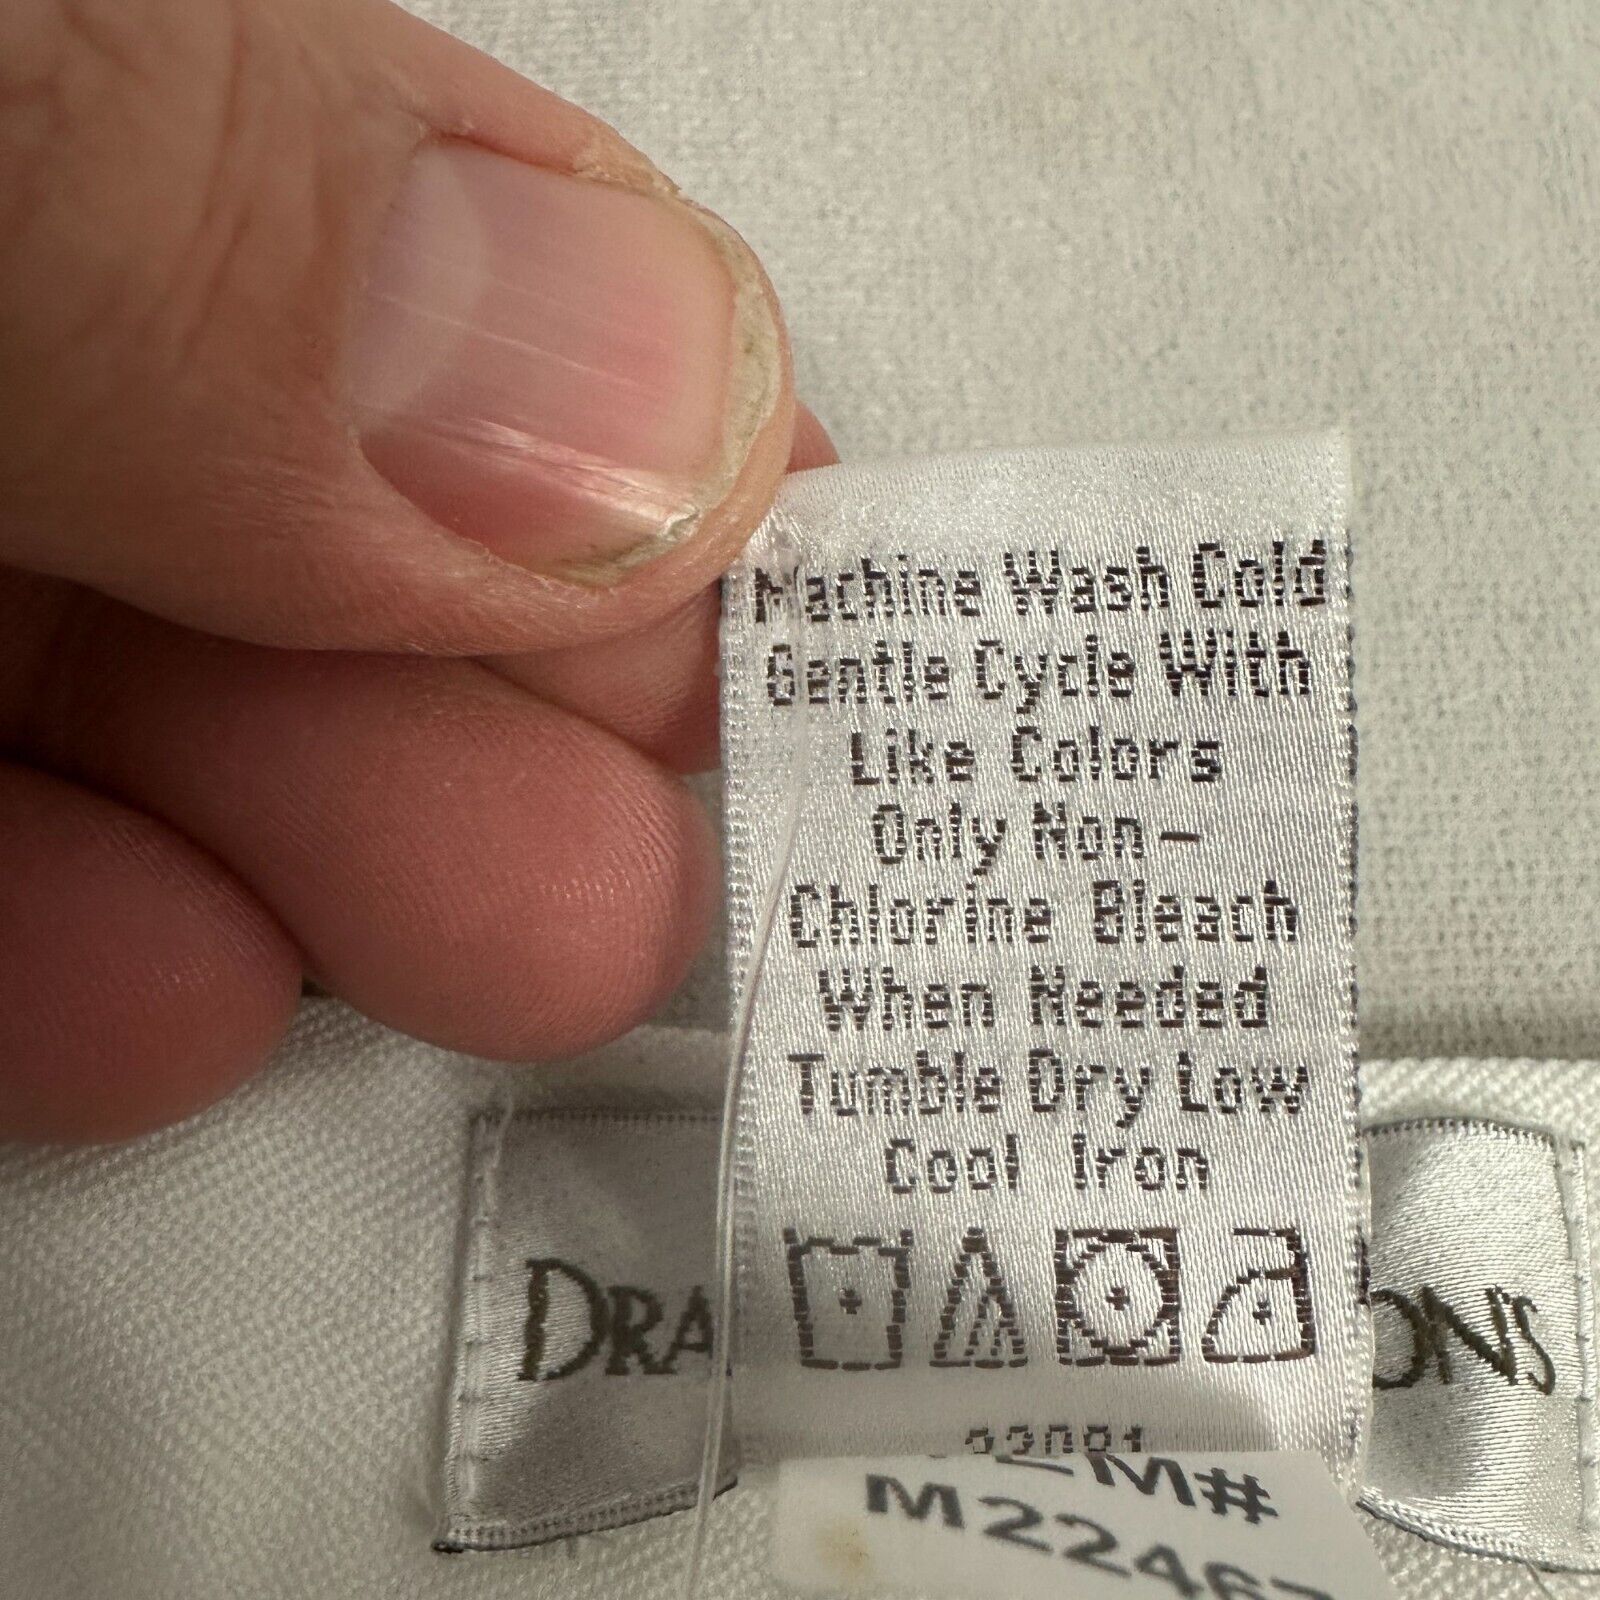 Machine Wash Cold
Gentle Cycle With
Like Colors
Only Non-
Chlorine Bleach
When Needed
Tumble Dry Low
Cool Iron
DRA ON'S
M#
M22467